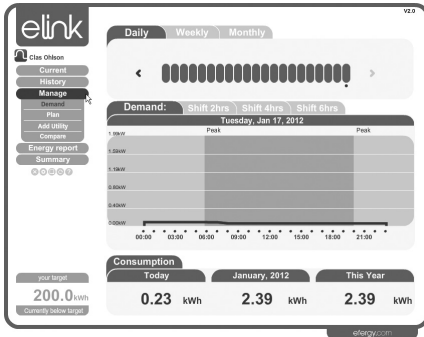 V2.0
elink
Clas Ohlson
Current
History
Manage
Demand
Plan
Add Utility
Compare
Energy report
Summary
your target
200.0kWh
Currently below target
Daily Weekly Monthly
Demand: Shift 2hrs Shift 4hrs Shift 6hrs
Tuesday, Jan 17, 2012
1.99kW Peak Peak
1.59kW
1.19kW
0.80kW
0.40kW
0.00kW
00:00 03:00 06:00 09:00 12:00 15:00 18:00 21:00
Consumption
Today January, 2012 This Year
0.23 kWh 2.39 kWh 2.39 kWh
efergy.com